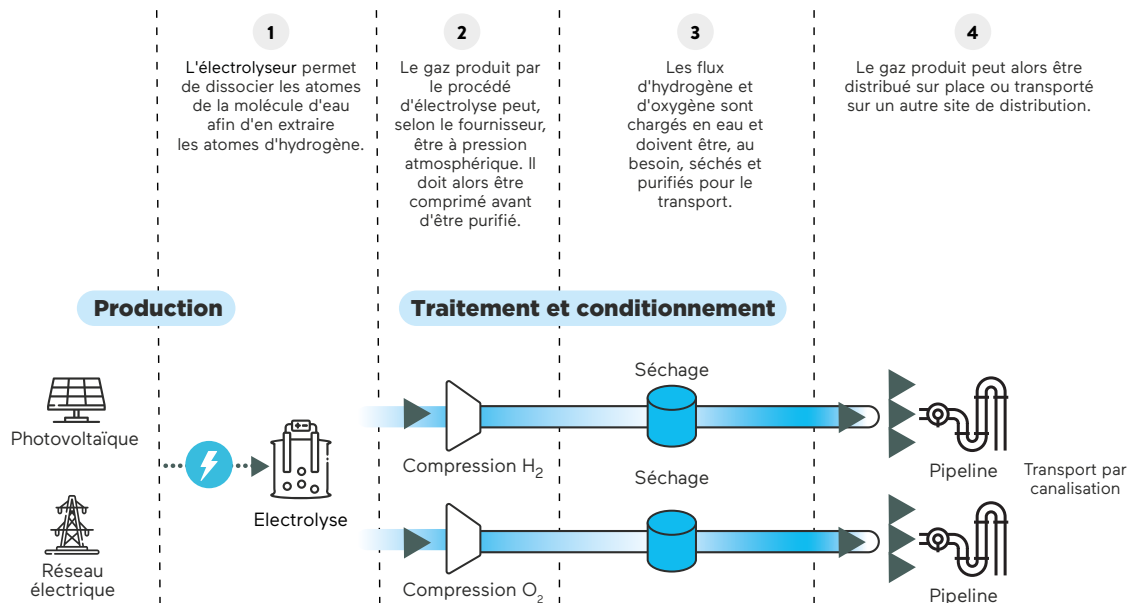 1
L'électrolyseur permet
de dissocier les atomes
de la molécule d'eau
afin d'en extraire
les atomes d'hydrogène.
2
Le gaz produit par
le procédé
d'électrolyse peut,
selon le fournisseur,
être à pression
atmosphérique. Il
doit alors être
comprimé avant
d'être purifié.
3
Les flux
d'hydrogène et
d'oxygène sont
chargés en eau et
doivent être, au
besoin, séchés et
purifiés pour le
transport.
4
Le gaz produit peut alors être
distribué sur place ou transporté
sur un autre site de distribution.
Production
Traitement et conditionnement
Photovoltaïque
Réseau
électrique
Electrolyse
Compression H₂
Séchage
Pipeline
Compression O₂
Séchage
Pipeline
Transport par
canalisation